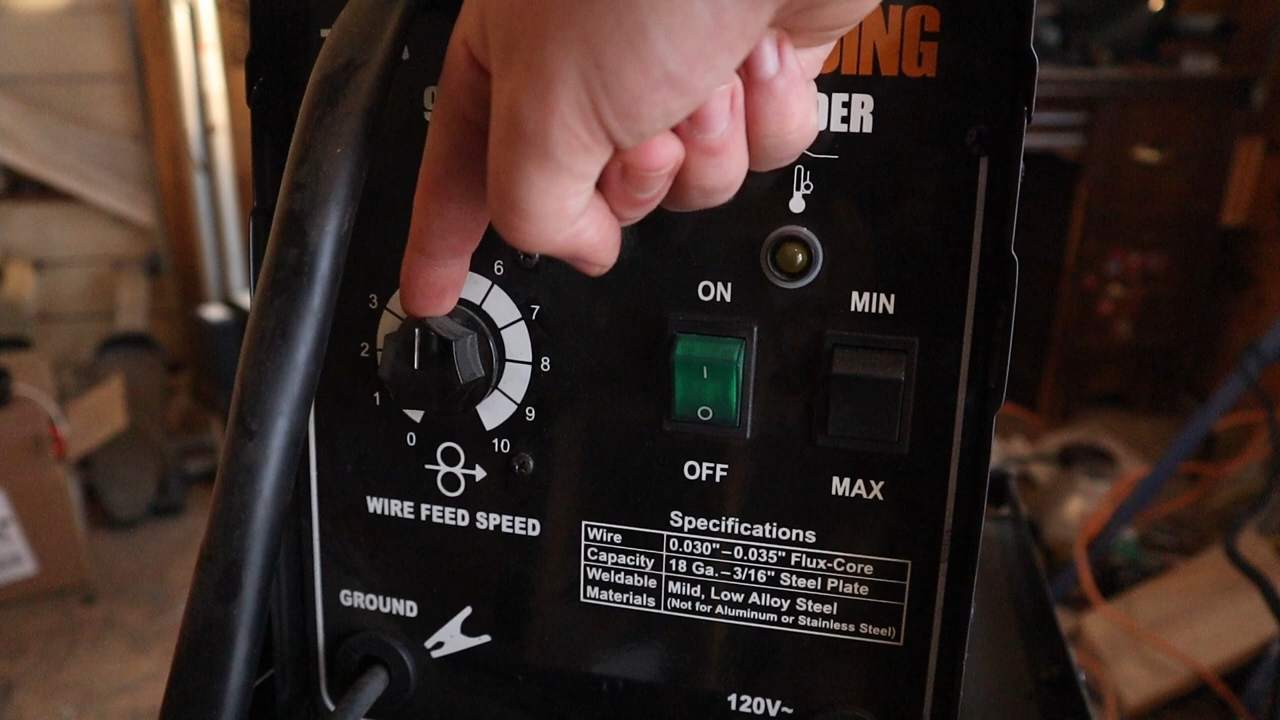 ON
MIN
6
3
7
2
8
I
1
9
O
0
10
OFF
MAX
WIRE FEED SPEED
Specifications
Wire 0.030"–0.035" Flux-Core
Capacity 18 Ga.–3/16" Steel Plate
Weldable Materials Mild, Low Alloy Steel
(Not for Aluminum or Stainless Steel)
GROUND
120V~